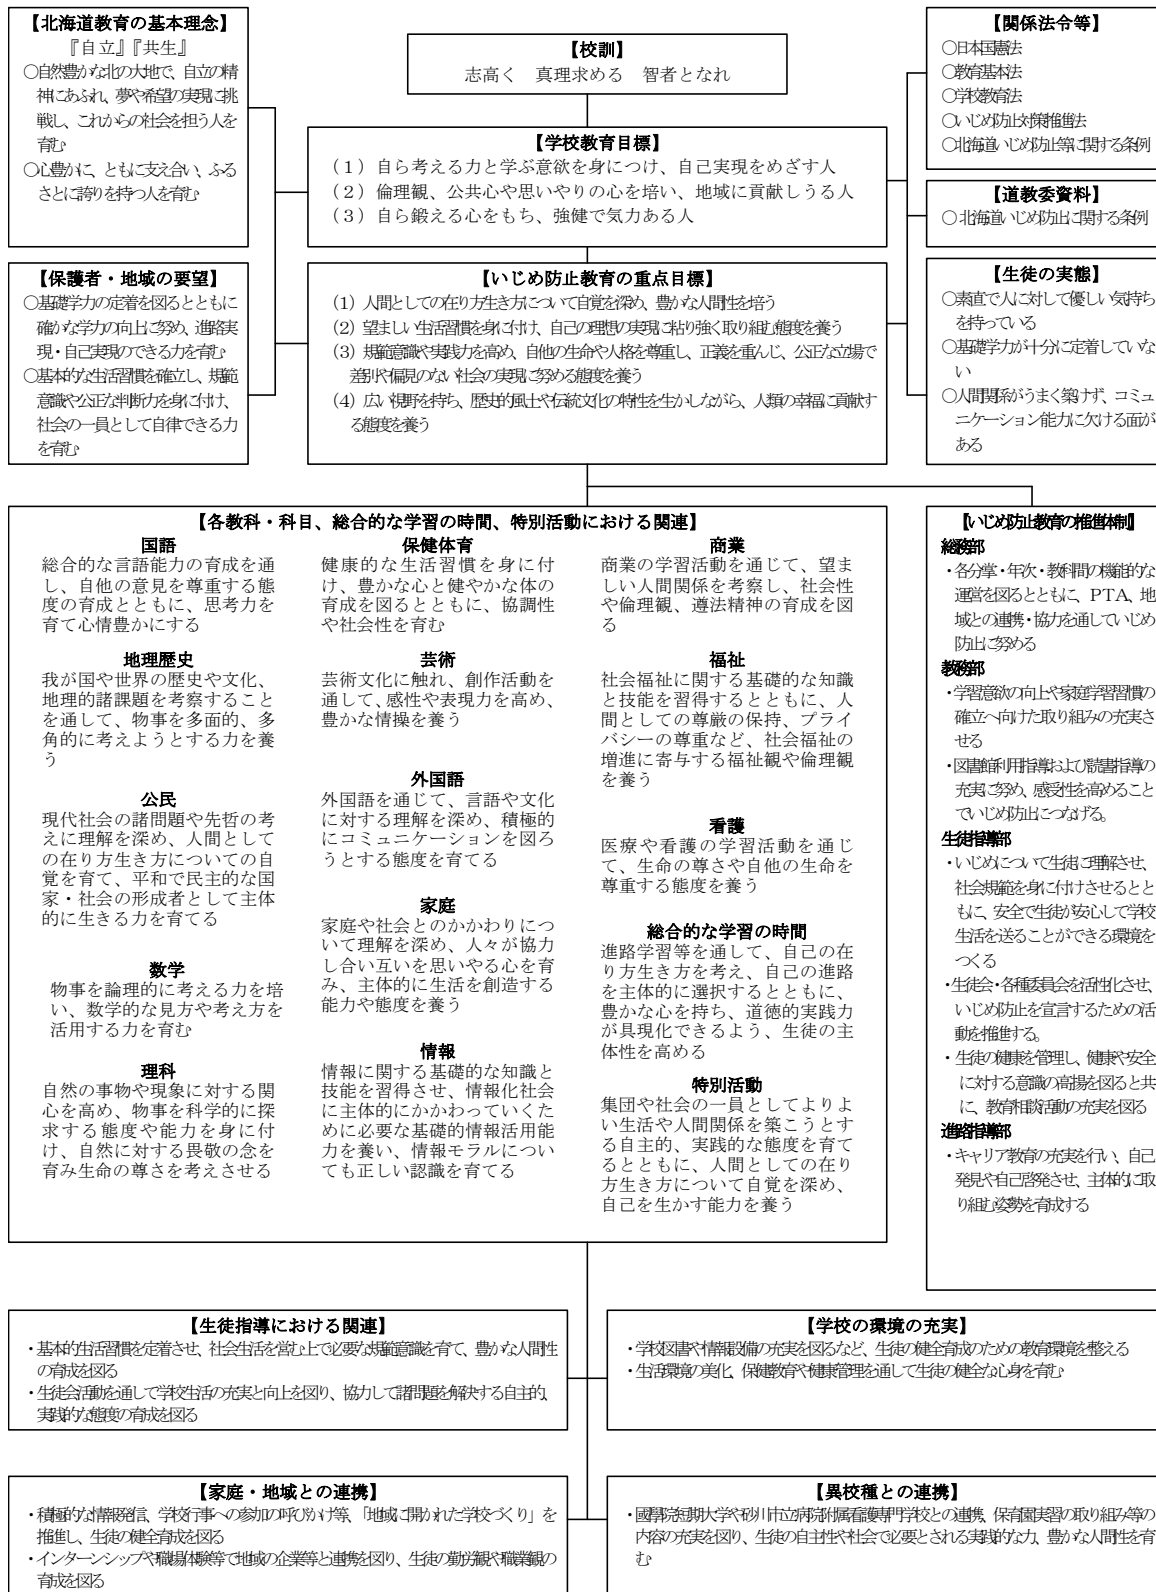 【北海道教育の基本理念】
『自立』『共生』
○自然豊かな北の大地で、自立の精
神にあふれ、夢や希望の実現に挑
戦し、これからの社会を担う人を
育む
○心豊かに、ともに支え合い、ふる
さとに誇りを持つ人を育む
【校訓】
志高く 真理求める 智者となれ
【関係法令等】
○日本国憲法
○教育基本法
○学校教育法
○いじめ防止対策推進法
○北海道いじめ防止等に関する条例
【学校教育目標】
(1) 自ら考える力と学ぶ意欲を身につけ、自己実現をめざす人
(2) 倫理観、公共心や思いやりの心を培い、地域に貢献しうる人
(3) 自ら鍛える心をもち、強健で気力ある人
【道教委資料】
○北海道いじめ防止に関する条例
【保護者・地域の要望】
○基礎学力の定着を図るとともに
確かな学力の向上に努め、進路実
現・自己実現のできる力を育む
○基本的な生活習慣を確立し、規範
意識や公正な判断力を身に付け、
社会の一員として自律できる力
を育む
【いじめ防止教育の重点目標】
(1) 人間としての在り方生き方について自覚を深め、豊かな人間性を培う
(2) 望ましい生活習慣を身に付け、自己の理想の実現に粘り強く取り組む態度を養う
(3) 規範意識や実践力を高め、自他の生命や人格を尊重し、正義を重んじ、公正な立場で
差別や偏見のない社会の実現に努める態度を養う
(4) 広い視野を持ち、歴史的風土や伝統文化の特性を生かしながら、人類の幸福に貢献す
る態度を養う
【生徒の実態】
○素直で人に対して優しい気持ち
を持っている
○基礎学力が十分に定着していな
い
○人間関係がうまく築けず、コミュ
ニケーション能力に欠ける面が
ある
【各教科・科目、総合的な学習の時間、特別活動における関連】
国語
総合的な言語能力の育成を通
し、自他の意見を尊重する態
度の育成とともに、思考力を
育て心情豊かにする
地理歴史
我が国や世界の歴史や文化、
地理的諸課題を考察すること
を通して、物事を多面的、多
角的に考えようとする力を養
う
公民
現代社会の諸問題や先哲の考
えに理解を深め、人間として
の在り方生き方についての自
覚を育て、平和で民主的な国
家・社会の形成者として主体
的に生きる力を育てる
数学
物事を論理的に考える力を培
い、数学的な見方や考え方を
活用する力を育む
理科
自然の事物や現象に対する関
心を高め、物事を科学的に探
求する態度や能力を身に付
け、自然に対する畏敬の念を
育み生命の尊さを考えさせる
保健体育
健康的な生活習慣を身に付
け、豊かな心と健やかな体の
育成を図るとともに、協調性
や社会性を育む
芸術
芸術文化に触れ、創作活動を
通して、感性や表現力を高め、
豊かな情操を養う
外国語
外国語を通じて、言語や文化
に対する理解を深め、積極的
にコミュニケーションを図ろ
うとする態度を育てる
家庭
家庭や社会とのかかわりにつ
いて理解を深め、人々が協力
し合い互いを思いやる心を育
み、主体的に生活を創造する
能力や態度を養う
情報
情報に関する基礎的な知識と
技能を習得させ、情報化社会
に主体的にかかわっていくた
めに必要な基礎的情報活用能
力を養い、情報モラルについ
ても正しい認識を育てる
商業
商業の学習活動を通じて、望ま
しい人間関係を考察し、社会性
や倫理観、遵法精神の育成を図
る
福祉
社会福祉に関する基礎的な知識
と技能を習得するとともに、人
間としての尊厳の保持、プライ
バシーの尊重など、社会福祉の
増進に寄与する福祉観や倫理観
を養う
看護
医療や看護の学習活動を通じ
て、生命の尊さや自他の生命を
尊重する態度を養う
総合的な学習の時間
進路学習等を通して、自己の在
り方生き方を考え、自己の進路
を主体的に選択するとともに、
豊かな心を持ち、道徳的実践力
が具現化できるよう、生徒の主
体性を高める
特別活動
集団や社会の一員としてよりよ
い生活や人間関係を築こうとす
る自主的、実践的な態度を育て
るとともに、人間としての在り
方生き方について自覚を深め、
自己を生かす能力を養う
【いじめ防止教育の推進体制】
総務部
・各分掌・年次・教科間の機能的な
運営を図るとともに、PTA、地
域との連携・協力を通していじめ
防止に努める
教務部
・学習意欲の向上や家庭学習習慣の
確立へ向けた取り組みの充実さ
せる
・図書館利用指導および読書指導の
充実に努め、感受性を高めること
でいじめ防止につなげる。
生徒指導部
・いじめについて生徒に理解させ、
社会規範を身に付けさせるとと
もに、安全で生徒が安心して学校
生活を送ることができる環境を
つくる
・生徒会・各種委員会を活性化させ、
いじめ防止を宣言するための活
動を推進する。
・生徒の健康を管理し、健康や安全
に対する意識の高揚を図ると共
に、教育相談活動の充実を図る
進路指導部
・キャリア教育の充実を行い、自己
発見や自己啓発させ、主体的に取
り組む姿勢を育成する
【生徒指導における関連】
・基本的生活習慣を定着させ、社会生活を営む上で必要な規範意識を育て、豊かな人間性
の育成を図る
・生徒会活動を通して学校生活の充実と向上を図り、協力して諸問題を解決する自主的、
実践的な態度の育成を図る
【学校の環境の充実】
・学校図書や情報設備の充実を図るなど、生徒の健全育成のための教育環境を整える
・生活環境の美化、保健教育や健康管理を通して生徒の健全な心身を育む
【家庭・地域との連携】
・積極的な情報発信、学校行事への参加の呼びかけ等、「地域に開かれた学校づくり」を
推進し、生徒の健全育成を図る
・インターンシップや職場体験等で地域の企業等と連携を図り、生徒の勤労観や職業観の
育成を図る
【異校種との連携】
・國學院短期大学や砂川市立病院附属看護専門学校との連携、保育園実習の取り組み等の
内容の充実を図り、生徒の自主性や社会で必要とされる実践的な力、豊かな人間性を育
む